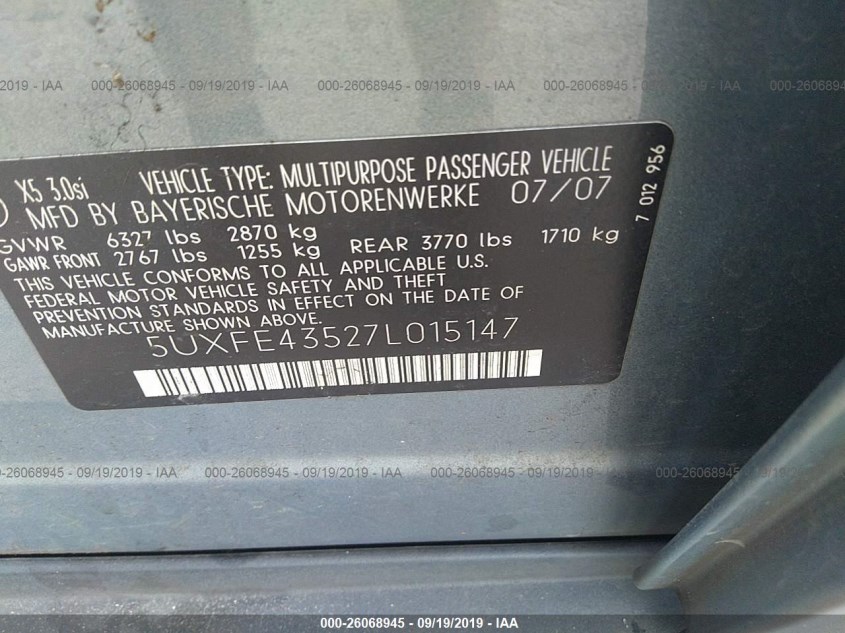 2019 - IAA 000-26068945 - 09/19/2019 - IAA 000-26068945 - 09/19/2019 - IAA 000-26068945 - 09/19/2019 - IAA
X5 3.0si VEHICLE TYPE: MULTIPURPOSE PASSENGER VEHICLE
MFD BY BAYERISCHE MOTORENWERKE 07/07
GVWR 6327 lbs 2870 kg
GAWR FRONT 2767 lbs 1255 kg REAR 3770 lbs 1710 kg
THIS VEHICLE CONFORMS TO ALL APPLICABLE U.S.
FEDERAL MOTOR VEHICLE SAFETY AND THEFT
PREVENTION STANDARDS IN EFFECT ON THE DATE OF
MANUFACTURE SHOWN ABOVE.
5UXFE43527L015147
7 012 956
-26068945 - 09/19/2019 - IAA 000-26068945 - 09/19/2019 - IAA 000-26068945 - 09/19/2019 - IAA 000-26068945 - 09/19/2019
000-26068945 - 09/19/2019 - IAA